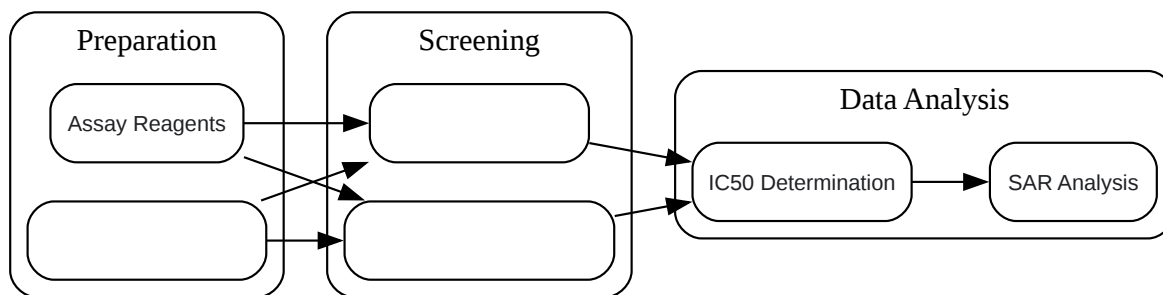 Preparation
Assay Reagents
Screening
Data Analysis
IC50 Determination
SAR Analysis